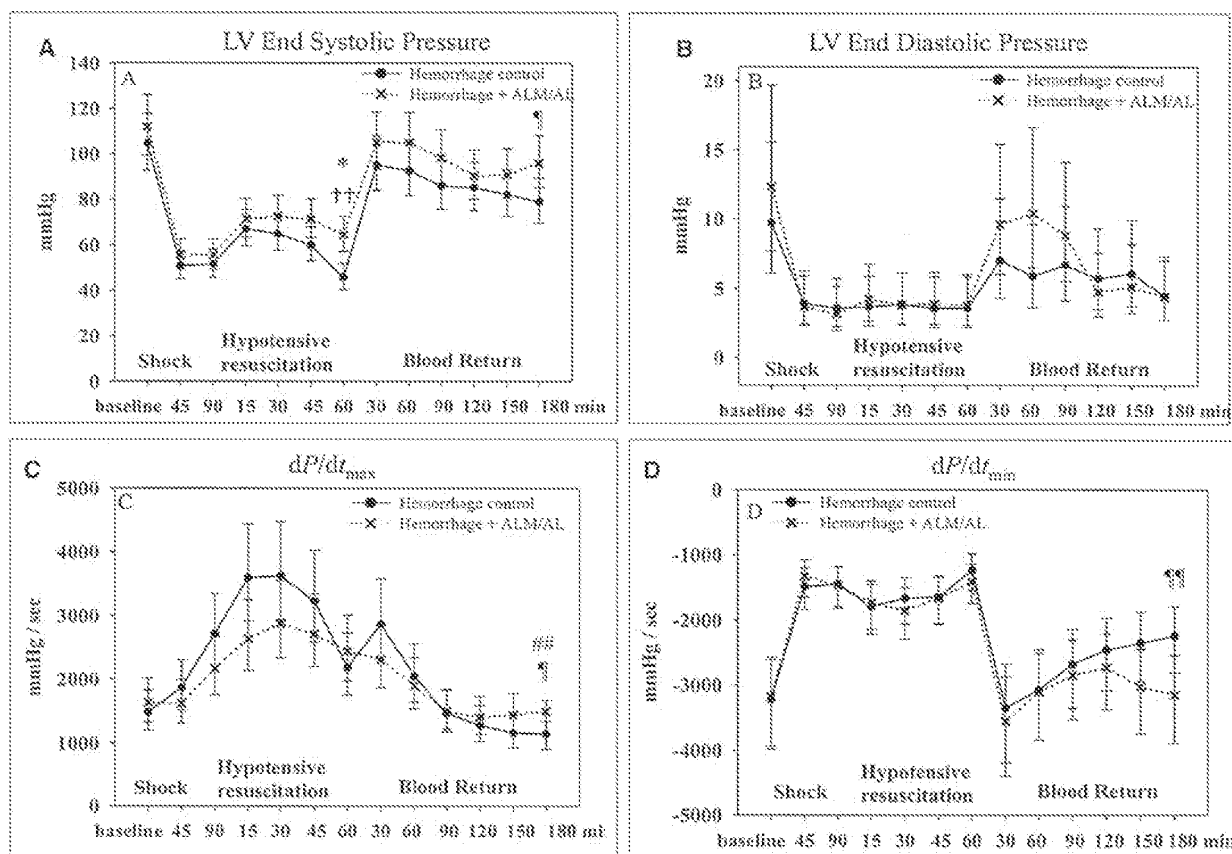 A
LV End Systolic Pressure
A
Hemorrhage control
Hemorrhage + ALM/AL
140
120
100
80
60
40
20
0
mmHg
*
††
¶
Shock
Hypotensive
resuscitation
Blood Return
baseline 45 90 15 30 45 60 30 60 90 120 150 180 min
B
LV End Diastolic Pressure
B
Hemorrhage control
Hemorrhage + ALM/AL
20
15
10
5
0
mmHg
Shock
Hypotensive
resuscitation
Blood Return
baseline 45 90 15 30 45 60 30 60 90 120 150 180 min
C
dP/dtmax
C
Hemorrhage control
Hemorrhage + ALM/AL
5000
4000
3000
2000
1000
0
mmHg / sec
##
¶
Shock
Hypotensive
resuscitation
Blood Return
baseline 45 90 15 30 45 60 30 60 90 120 150 180 mi
D
dP/dtmin
D
Hemorrhage control
Hemorrhage + ALM/AL
0
-1000
-2000
-3000
-4000
-5000
mmHg / sec
¶¶
Shock
Hypotensive
resuscitation
Blood Return
baseline 45 90 15 30 45 60 30 60 90 120 150 180 min